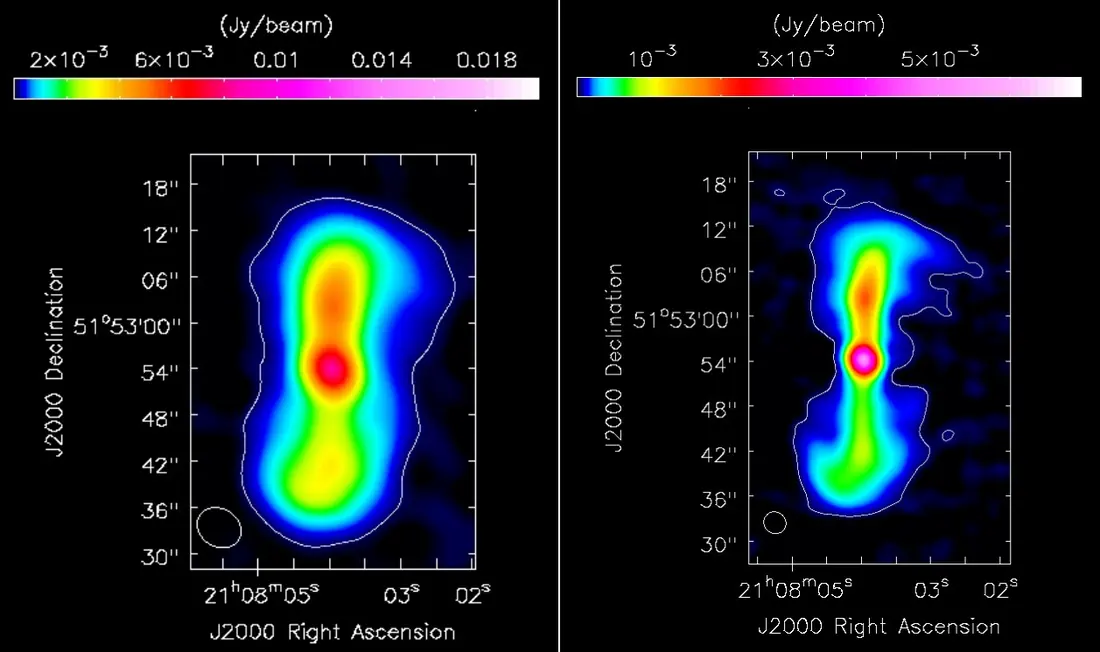 (Jy/beam)
2×10⁻³ 6×10⁻³ 0.01 0.014 0.018
18"
12"
06"
51°53'00"
54"
48"
42"
36"
30"
J2000 Declination
21ʰ08ᵐ05ˢ 03ˢ 02ˢ
J2000 Right Ascension
(Jy/beam)
10⁻³ 3×10⁻³ 5×10⁻³
18"
12"
06"
51°53'00"
54"
48"
42"
36"
30"
J2000 Declination
21ʰ08ᵐ05ˢ 03ˢ 02ˢ
J2000 Right Ascension